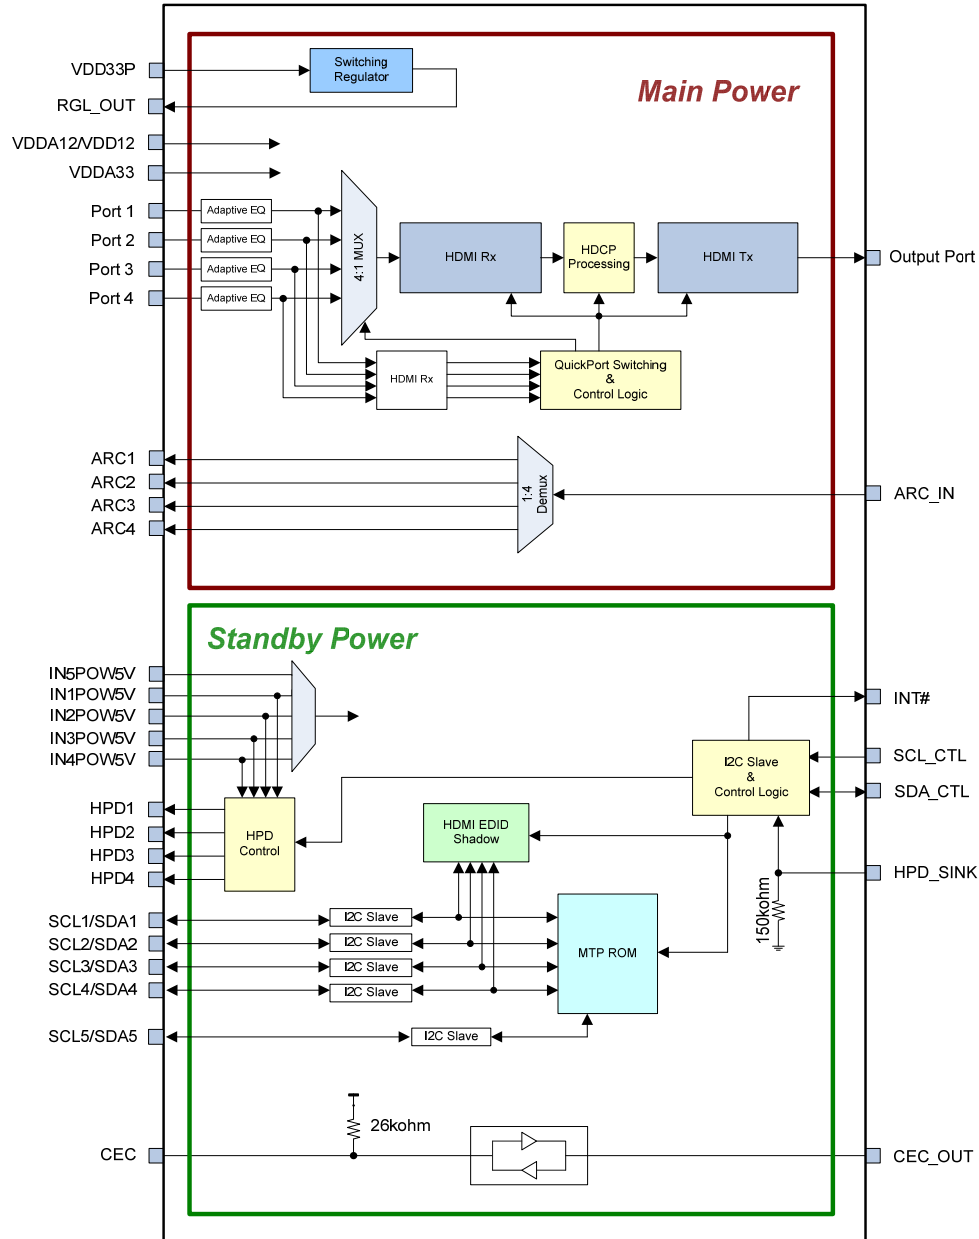 Main Power
VDD33P
Switching
Regulator
RGL_OUT
VDDA12/VDD12
VDDA33
Port 1
Adaptive EQ
Port 2
Adaptive EQ
Port 3
Adaptive EQ
Port 4
Adaptive EQ
4:1 MUX
HDMI Rx
HDCP
Processing
HDMI Tx
Output Port
HDMI Rx
QuickPort Switching
&
Control Logic
ARC1
ARC2
ARC3
ARC4
1:4
Demux
ARC_IN
Standby Power
IN5POW5V
IN1POW5V
IN2POW5V
IN3POW5V
IN4POW5V
INT#
SCL_CTL
SDA_CTL
I2C Slave
&
Control Logic
HPD1
HPD2
HPD3
HPD4
HPD
Control
HDMI EDID
Shadow
HPD_SINK
150kohm
SCL1/SDA1
I2C Slave
SCL2/SDA2
I2C Slave
SCL3/SDA3
I2C Slave
SCL4/SDA4
I2C Slave
MTP ROM
SCL5/SDA5
I2C Slave
26kohm
CEC
CEC_OUT